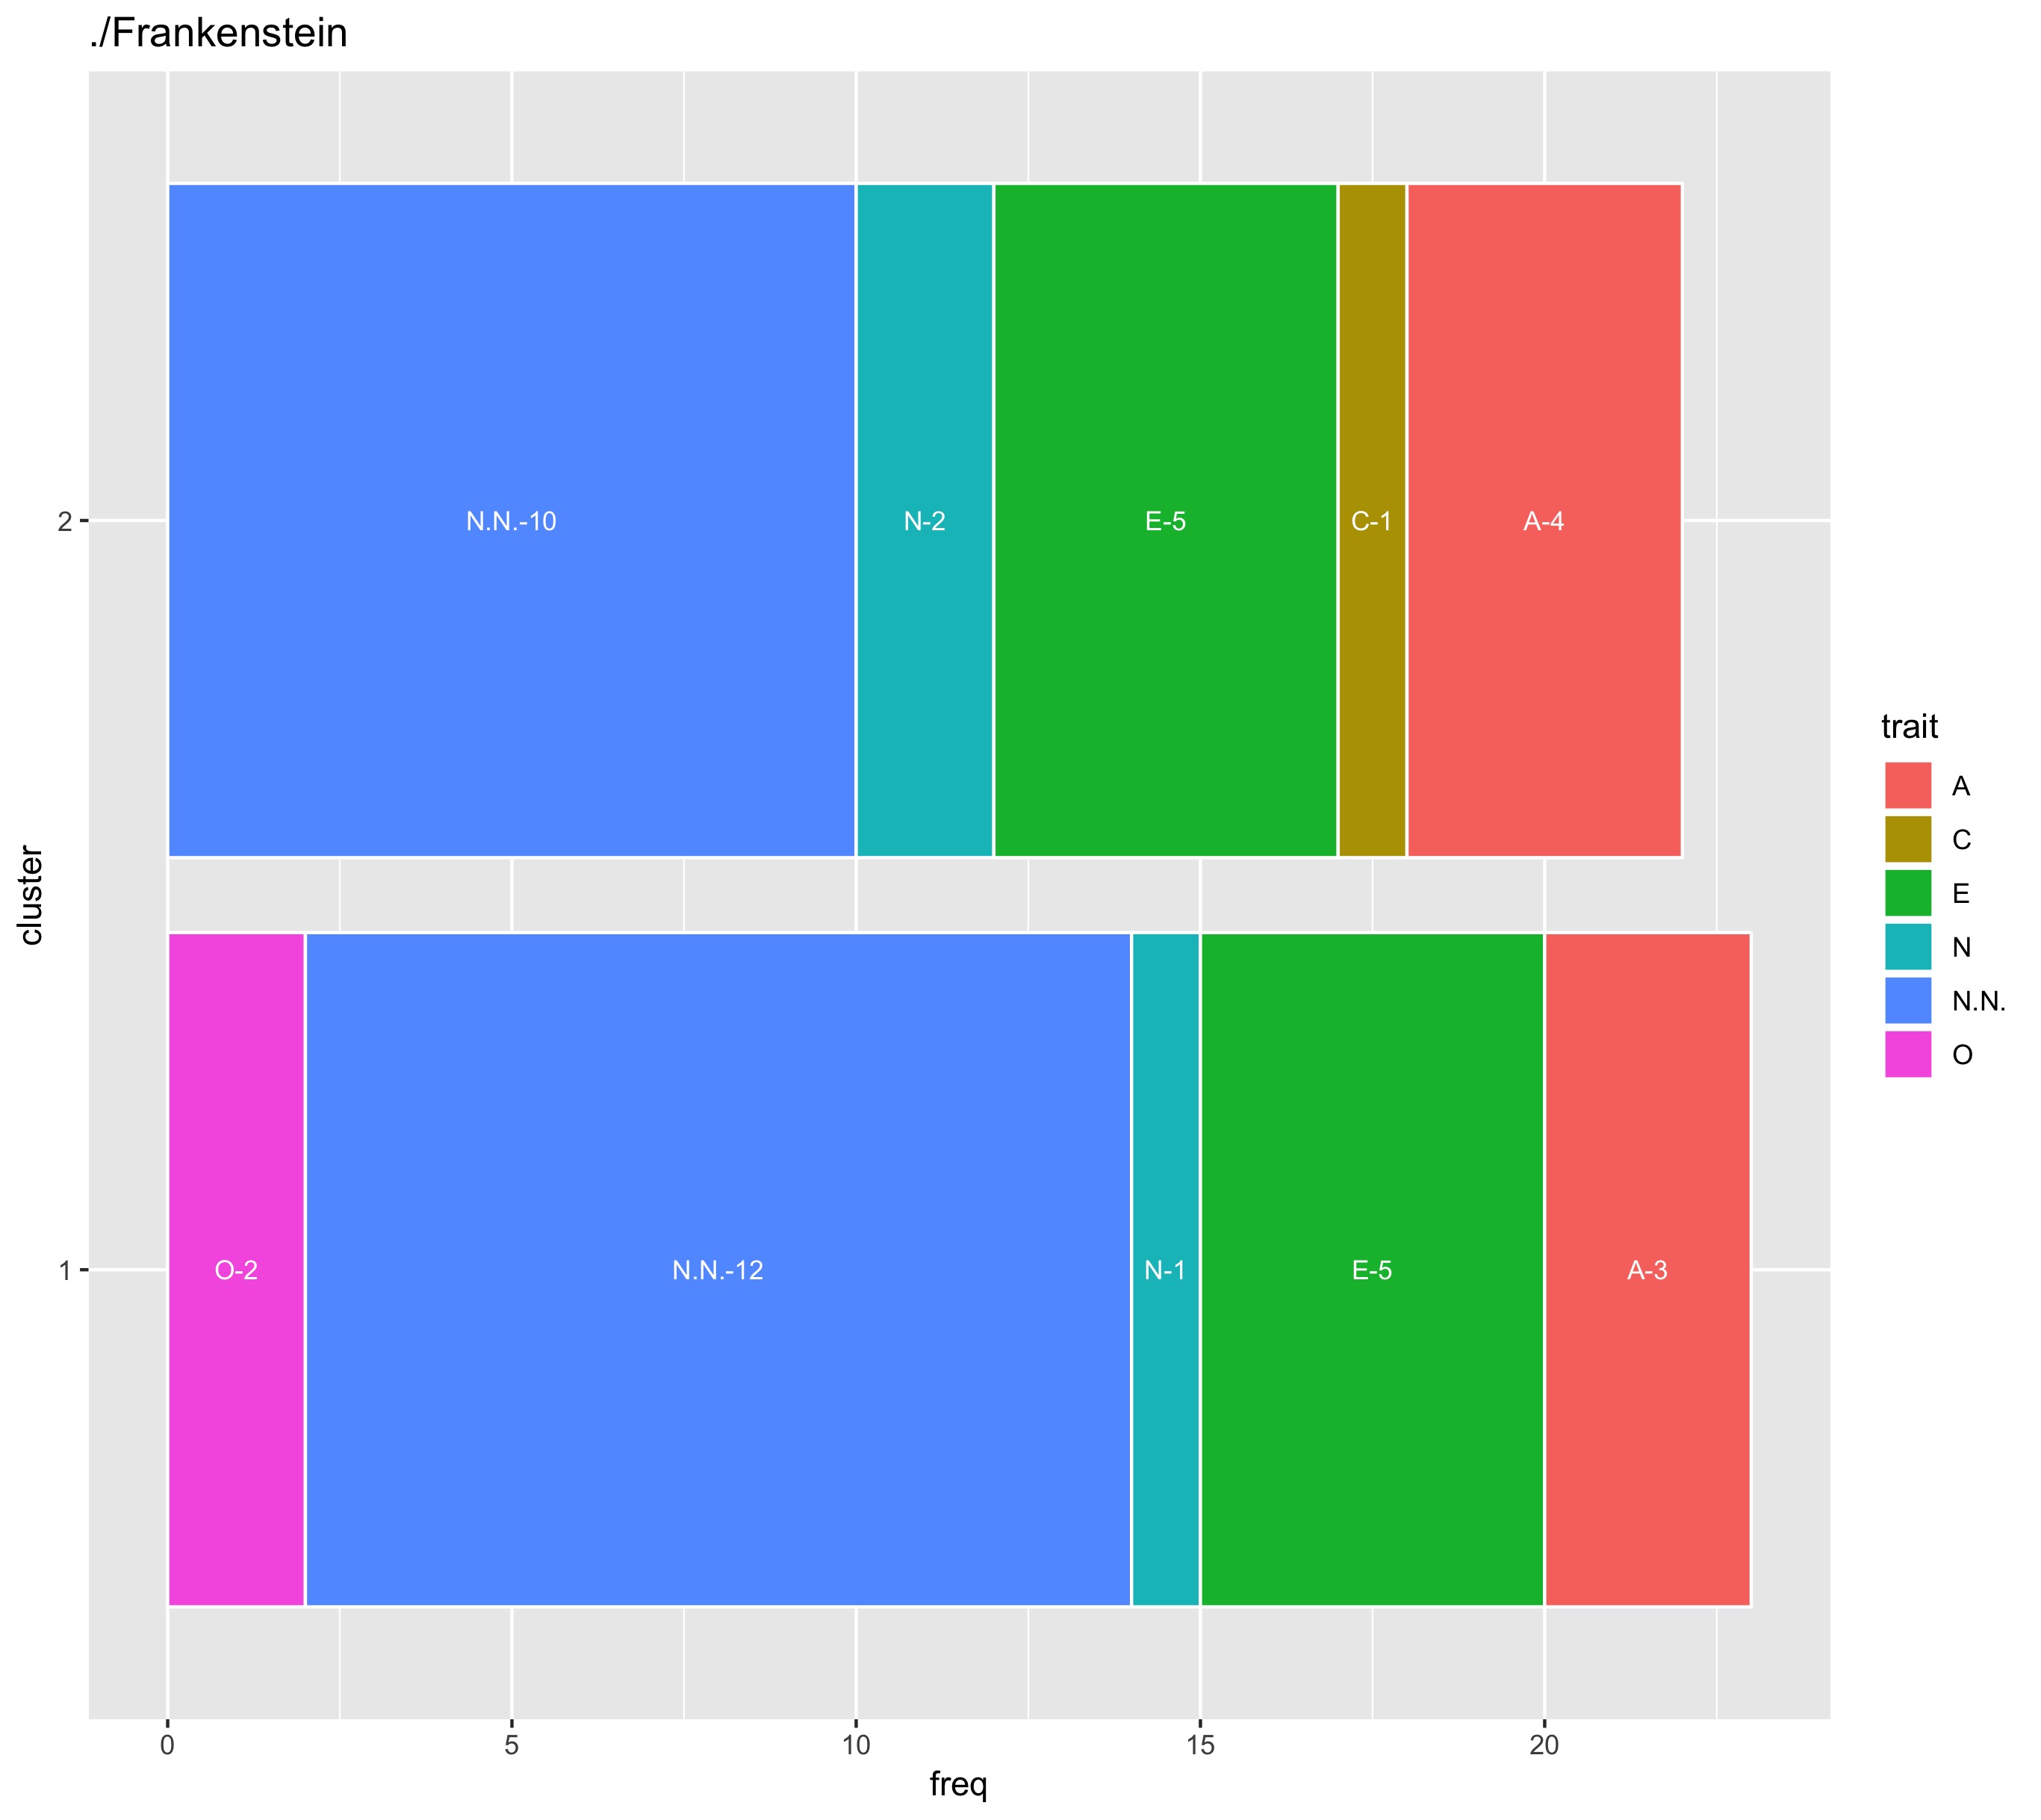 ./Frankenstein
2
N.N.-10 N-2 E-5 C-1 A-4
cluster
1
O-2 N.N.-12 N-1 E-5 A-3
0 5 10 15 20
freq
trait
A
C
E
N
N.N.
O